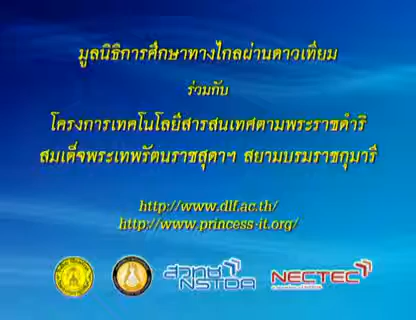 มูลนิธิการศึกษาทางไกลผ่านดาวเทียม
ร่วมกับ
โครงการเทคโนโลยีสารสนเทศตามพระราชดำริ
สมเด็จพระเทพรัตนราชสุดาฯ สยามบรมราชกุมารี
http://www.dlf.ac.th/
http://www.princess-it.org/
สวทช
NSTDA
NECTEC